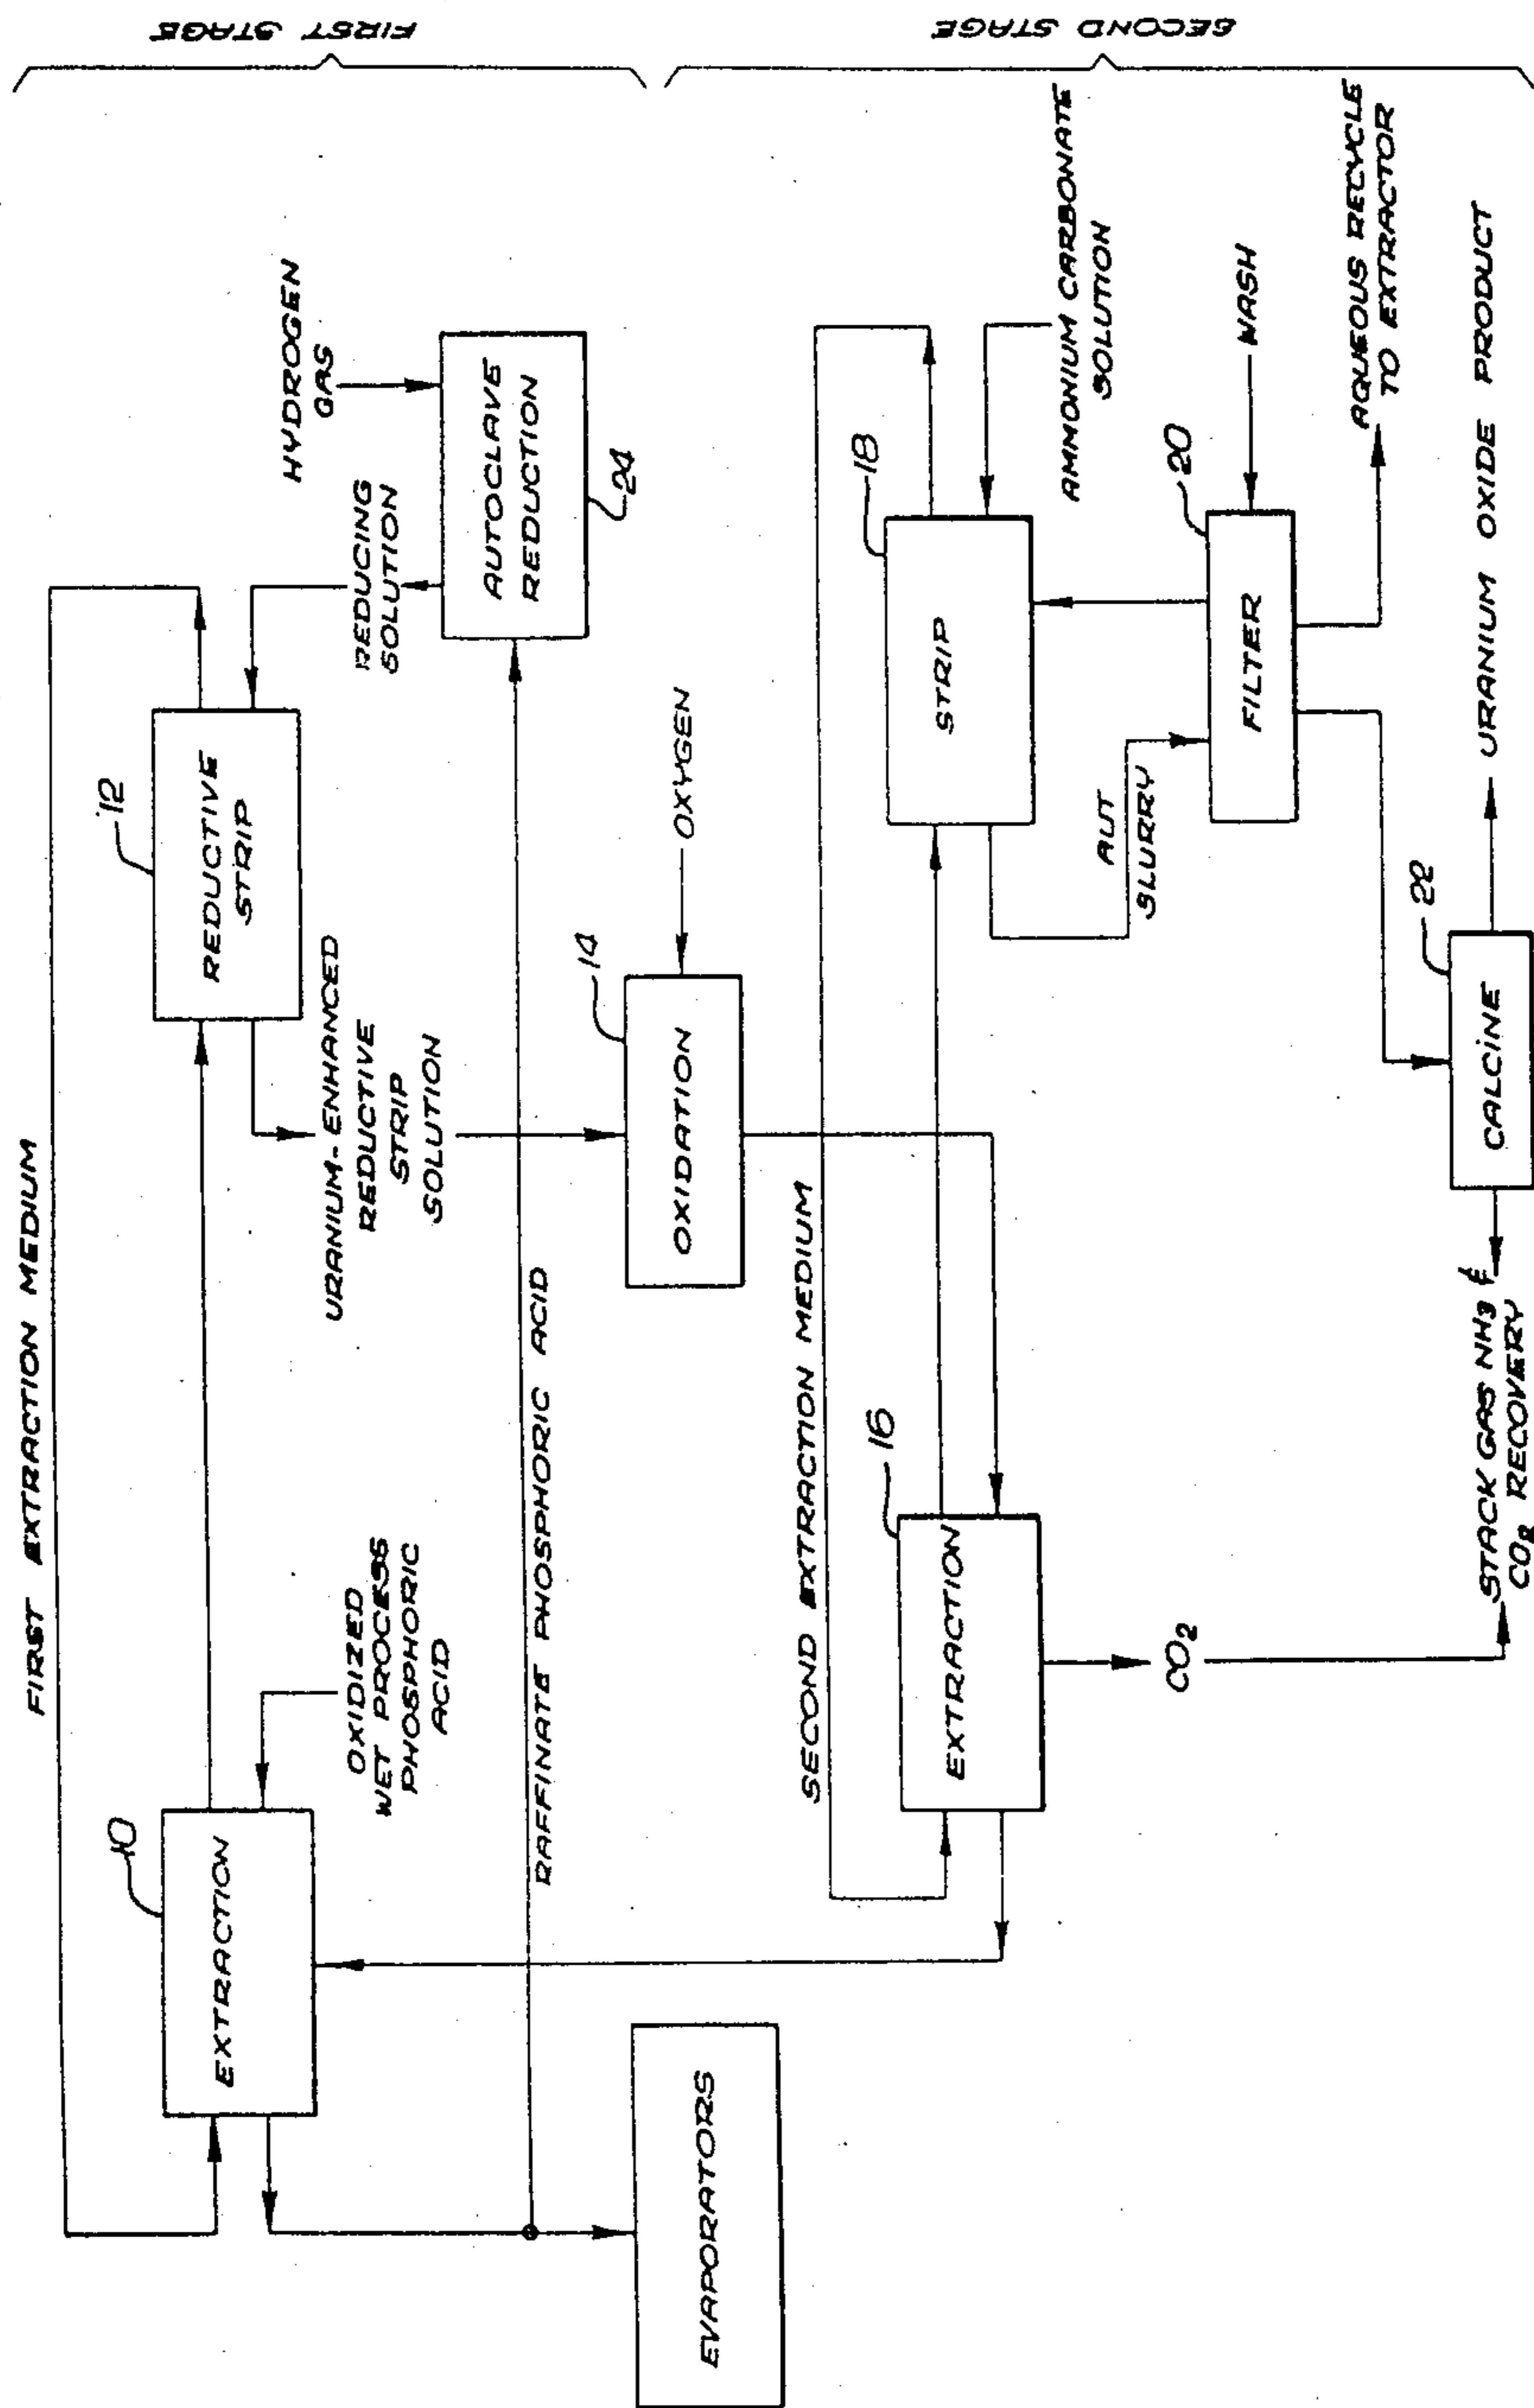 FIRST EXTRACTION MEDIUM
FIRST STAGE
10
EXTRACTION
12
REDUCTIVE
STRIP
HYDROGEN
GAS
OXIDIZED
WET PROCESS
PHOSPHORIC
ACID
URANIUM-ENHANCED
REDUCTIVE
STRIP
SOLUTION
REDUCING
SOLUTION
AUTOCLAVE
REDUCTION
24
RAFFINATE PHOSPHORIC ACID
EVAPORATORS
14
OXIDATION
OXYGEN
SECOND STAGE
SECOND EXTRACTION MEDIUM
16
EXTRACTION
18
STRIP
AMMONIUM CARBONATE
SOLUTION
AUT
SLURRY
20
FILTER
WASH
CO2
AQUEOUS RECYCLE
TO EXTRACTOR
22
CALCINE
STACK GAS NH3 &
CO2 RECOVERY
URANIUM OXIDE PRODUCT